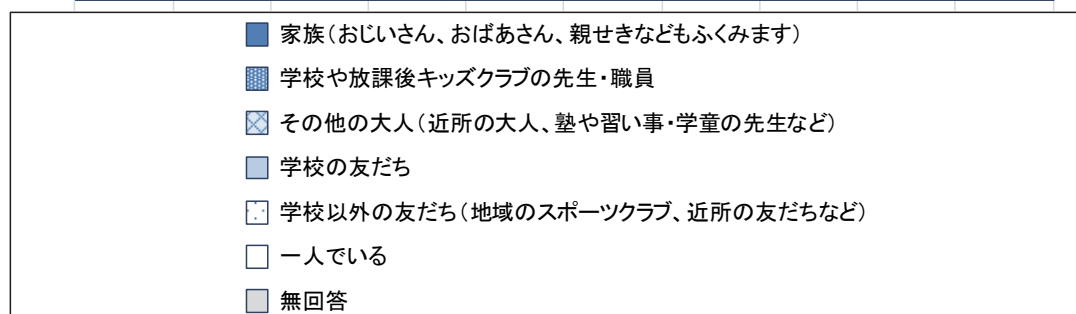 家族(おじいさん、おばあさん、親せきなどもふくみます)
学校や放課後キッズクラブの先生・職員
その他の大人(近所の大人、塾や習い事・学童の先生など)
学校の友だち
学校以外の友だち(地域のスポーツクラブ、近所の友だちなど)
一人でいる
無回答